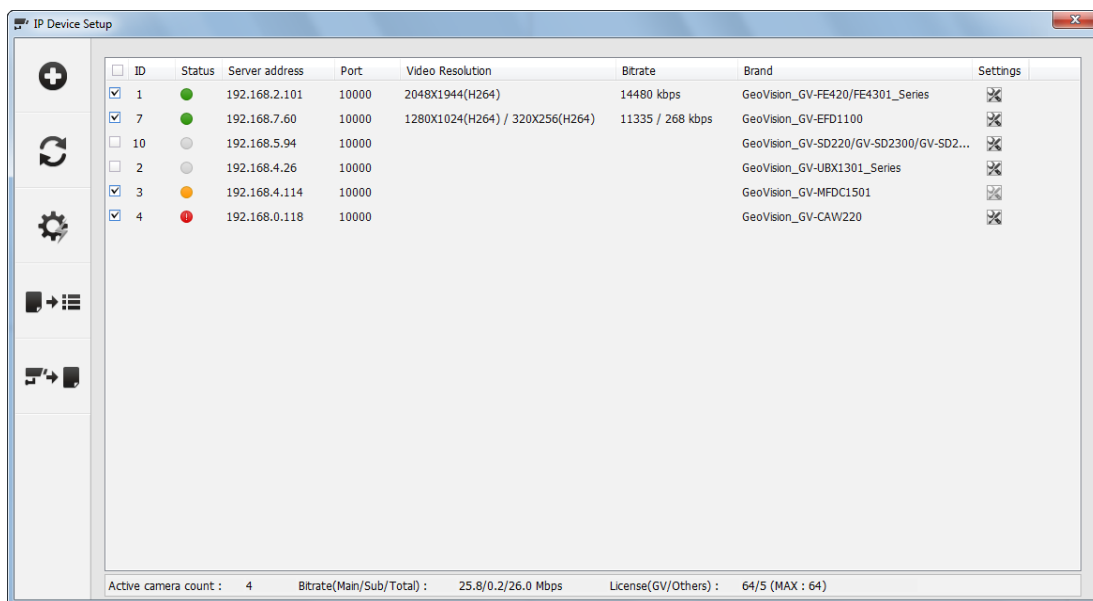 IP Device Setup
ID Status Server address Port Video Resolution Bitrate Brand Settings
1 192.168.2.101 10000 2048X1944(H264) 14480 kbps GeoVision_GV-FE420/FE4301_Series
7 192.168.7.60 10000 1280X1024(H264) / 320X256(H264) 11335 / 268 kbps GeoVision_GV-EFD1100
10 192.168.5.94 10000 GeoVision_GV-SD220/GV-SD2300/GV-SD2...
2 192.168.4.26 10000 GeoVision_GV-UBX1301_Series
3 192.168.4.114 10000 GeoVision_GV-MFDC1501
4 192.168.0.118 10000 GeoVision_GV-CAW220
Active camera count : 4 Bitrate(Main/Sub/Total) : 25.8/0.2/26.0 Mbps License(GV/Others) : 64/5 (MAX : 64)